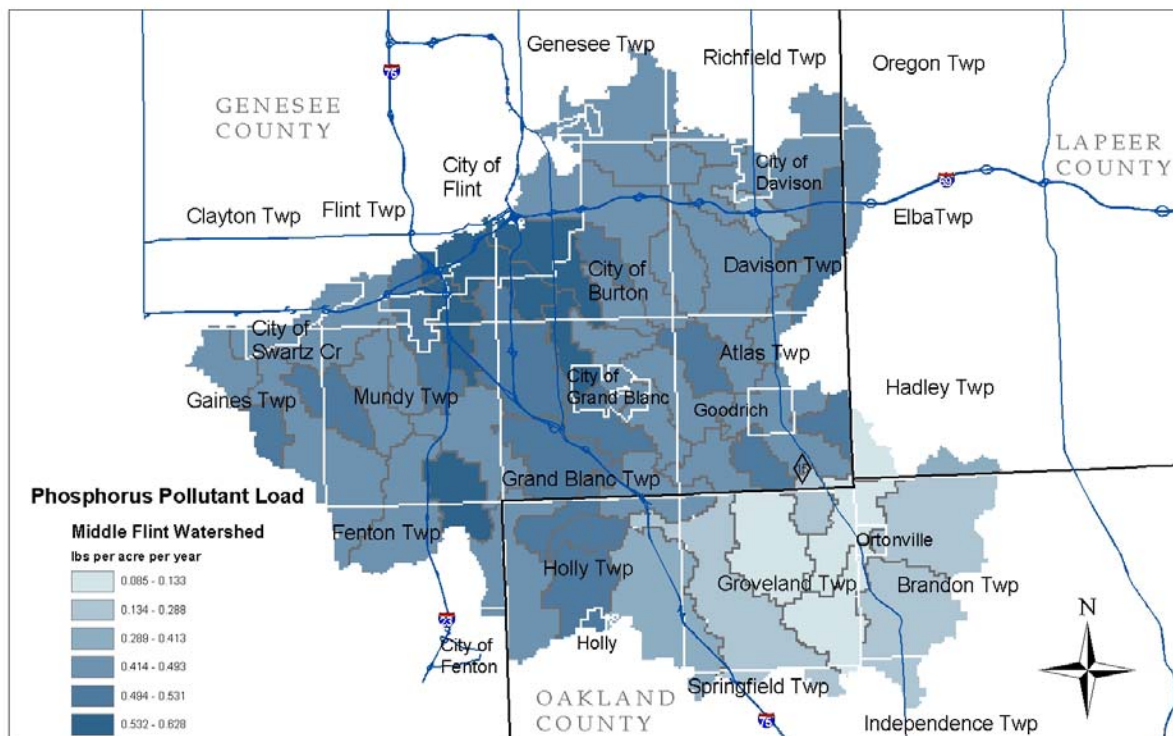 Genesee Twp
Richfield Twp
Oregon Twp
75
GENESEE
COUNTY
LAPEER
COUNTY
City of
Flint
City of
Davison
69
Clayton Twp
Flint Twp
ElbaTwp
City of
Burton
Davison Twp
City of
Swartz Cr
Atlas Twp
City of
Grand Blanc
Hadley Twp
Gaines Twp
Mundy Twp
Goodrich
Grand Blanc Twp
Phosphorus Pollutant Load
Middle Flint Watershed
lbs per acre per year
0.085 - 0.133
0.134 - 0.288
0.289 - 0.413
0.414 - 0.493
0.494 - 0.531
0.532 - 0.628
Fenton Twp
Ortonville
Holly Twp
Groveland Twp
Brandon Twp
N
23
City of
Fenton
Holly
Springfield Twp
OAKLAND
COUNTY
75
Independence Twp